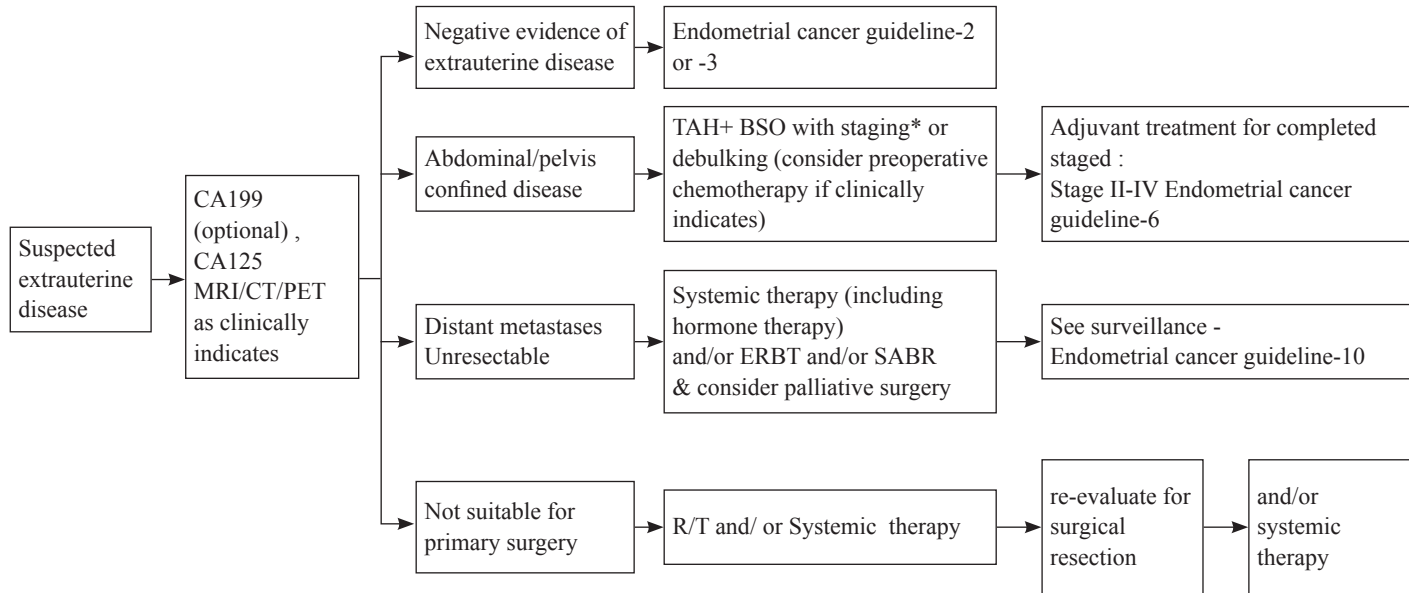 Suspected
extrauterine
disease
CA199
(optional) ,
CA125
MRI/CT/PET
as clinically
indicates
Negative evidence of
extrauterine disease
Endometrial cancer guideline-2
or -3
Abdominal/pelvis
confined disease
TAH+ BSO with staging* or
debulking (consider preoperative
chemotherapy if clinically
indicates)
Adjuvant treatment for completed
staged :
Stage II-IV Endometrial cancer
guideline-6
Distant metastases
Unresectable
Systemic therapy (including
hormone therapy)
and/or ERBT and/or SABR
& consider palliative surgery
See surveillance -
Endometrial cancer guideline-10
Not suitable for
primary surgery
R/T and/ or Systemic therapy
re-evaluate for
surgical
resection
and/or
systemic
therapy